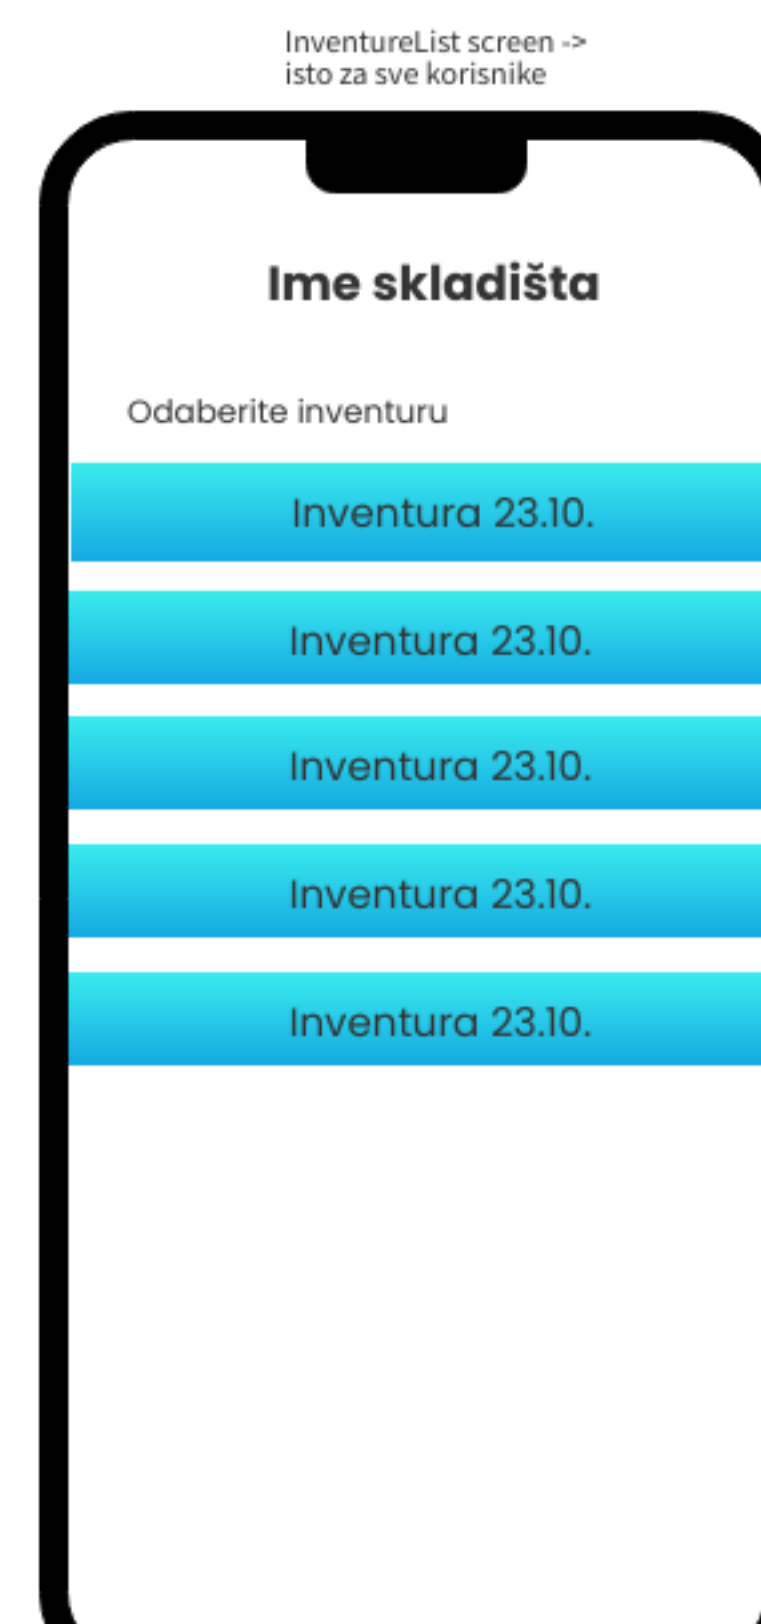 InventureList screen ->
isto za sve korisnike
Ime skladišta
Odaberite inventuru
Inventura 23.10.
Inventura 23.10.
Inventura 23.10.
Inventura 23.10.
Inventura 23.10.